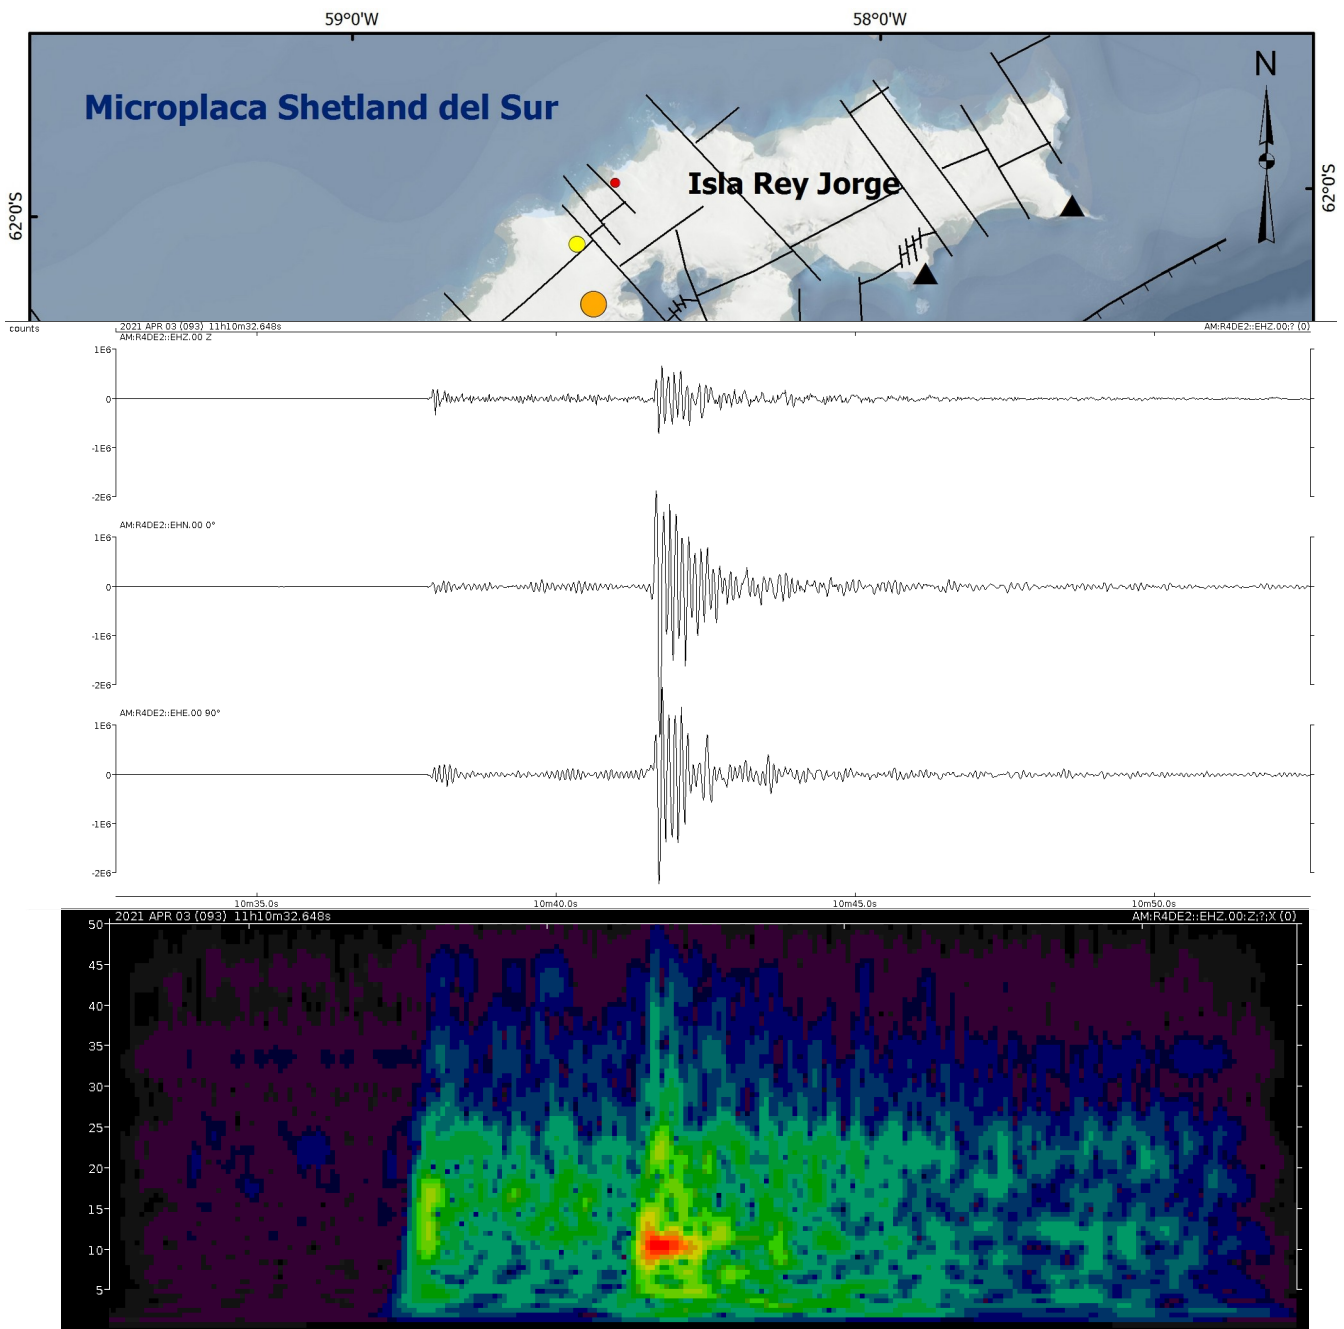 59°0'W 58°0'W
N
Microplaca Shetland del Sur
Isla Rey Jorge
62°0'S 62°0'S
counts 2021 APR 03 (093) 11h10m32.648s AM:R4DE2::EHZ.00;? (0)
AM:R4DE2::EHZ.00 Z
1E6
0
-1E6
-2E6
AM:R4DE2::EHN.00 0°
1E6
0
-1E6
-2E6
AM:R4DE2::EHE.00 90°
1E6
0
-1E6
-2E6
10m35.0s 10m40.0s 10m45.0s 10m50.0s
2021 APR 03 (093) 11h10m32.648s AM:R4DE2::EHZ.00:Z;?;X (0)
50
45
40
35
30
25
20
15
10
5